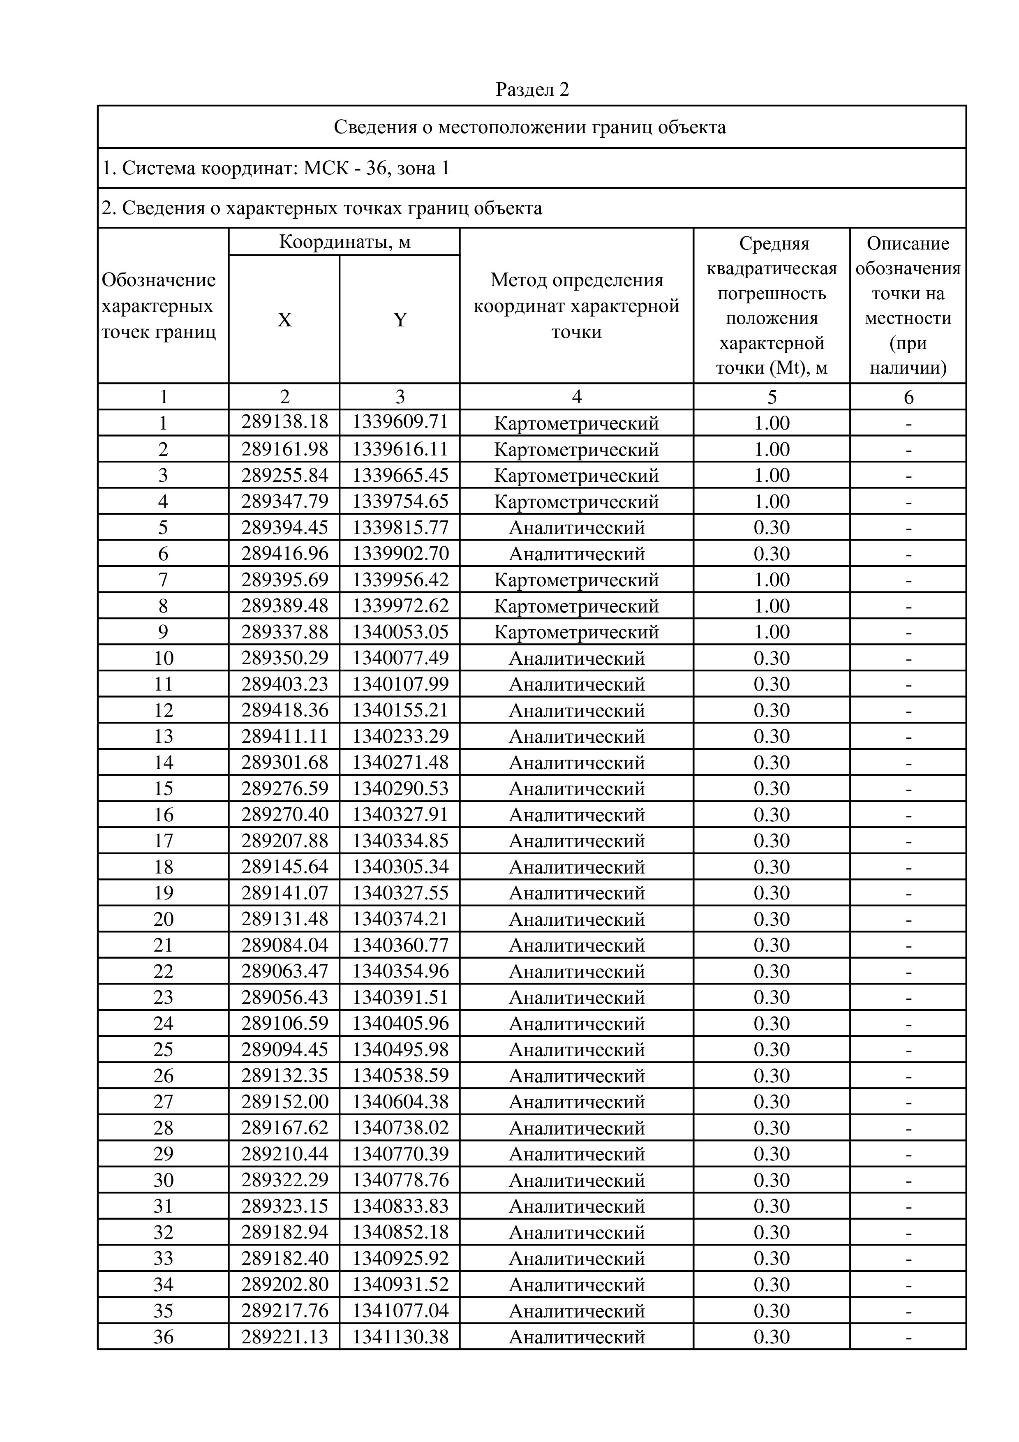 Раздел 2
Сведения о местоположении границ объекта
1. Система координат: МСК - 36, зона 1
2. Сведения о характерных точках границ объекта
Обозначение характерных точек границ | Координаты, м | Метод определения координат характерной точки | Средняя квадратическая погрешность положения характерной точки (Mt), м | Описание обозначения точки на местности (при наличии)
X | Y
1 | 2 | 3 | 4 | 5 | 6
1 | 289138.18 | 1339609.71 | Картометрический | 1.00 | -
2 | 289161.98 | 1339616.11 | Картометрический | 1.00 | -
3 | 289255.84 | 1339665.45 | Картометрический | 1.00 | -
4 | 289347.79 | 1339754.65 | Картометрический | 1.00 | -
5 | 289394.45 | 1339815.77 | Аналитический | 0.30 | -
6 | 289416.96 | 1339902.70 | Аналитический | 0.30 | -
7 | 289395.69 | 1339956.42 | Картометрический | 1.00 | -
8 | 289389.48 | 1339972.62 | Картометрический | 1.00 | -
9 | 289337.88 | 1340053.05 | Картометрический | 1.00 | -
10 | 289350.29 | 1340077.49 | Аналитический | 0.30 | -
11 | 289403.23 | 1340107.99 | Аналитический | 0.30 | -
12 | 289418.36 | 1340155.21 | Аналитический | 0.30 | -
13 | 289411.11 | 1340233.29 | Аналитический | 0.30 | -
14 | 289301.68 | 1340271.48 | Аналитический | 0.30 | -
15 | 289276.59 | 1340290.53 | Аналитический | 0.30 | -
16 | 289270.40 | 1340327.91 | Аналитический | 0.30 | -
17 | 289207.88 | 1340334.85 | Аналитический | 0.30 | -
18 | 289145.64 | 1340305.34 | Аналитический | 0.30 | -
19 | 289141.07 | 1340327.55 | Аналитический | 0.30 | -
20 | 289131.48 | 1340374.21 | Аналитический | 0.30 | -
21 | 289084.04 | 1340360.77 | Аналитический | 0.30 | -
22 | 289063.47 | 1340354.96 | Аналитический | 0.30 | -
23 | 289056.43 | 1340391.51 | Аналитический | 0.30 | -
24 | 289106.59 | 1340405.96 | Аналитический | 0.30 | -
25 | 289094.45 | 1340495.98 | Аналитический | 0.30 | -
26 | 289132.35 | 1340538.59 | Аналитический | 0.30 | -
27 | 289152.00 | 1340604.38 | Аналитический | 0.30 | -
28 | 289167.62 | 1340738.02 | Аналитический | 0.30 | -
29 | 289210.44 | 1340770.39 | Аналитический | 0.30 | -
30 | 289322.29 | 1340778.76 | Аналитический | 0.30 | -
31 | 289323.15 | 1340833.83 | Аналитический | 0.30 | -
32 | 289182.94 | 1340852.18 | Аналитический | 0.30 | -
33 | 289182.40 | 1340925.92 | Аналитический | 0.30 | -
34 | 289202.80 | 1340931.52 | Аналитический | 0.30 | -
35 | 289217.76 | 1341077.04 | Аналитический | 0.30 | -
36 | 289221.13 | 1341130.38 | Аналитический | 0.30 | -